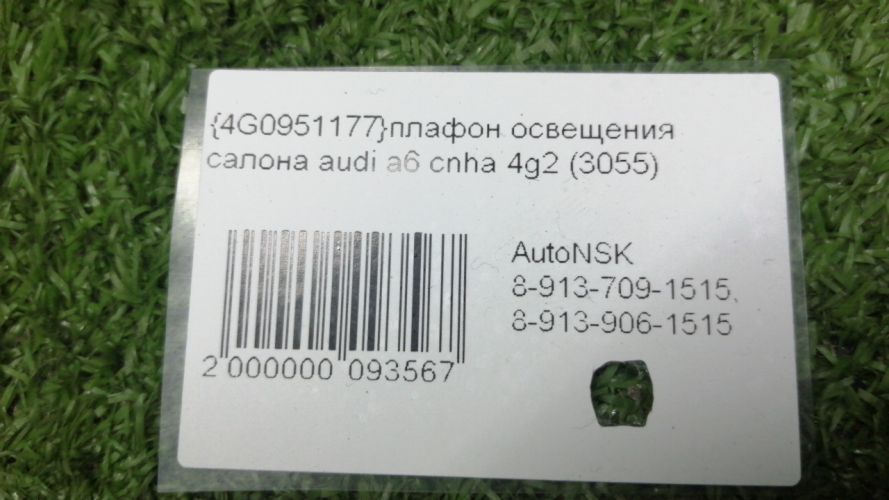 {4G0951177}плафон освещения
салона audi a6 cnha 4g2 (3055)
AutoNSK
8-913-709-1515,
8-913-906-1515
2 000000 093567